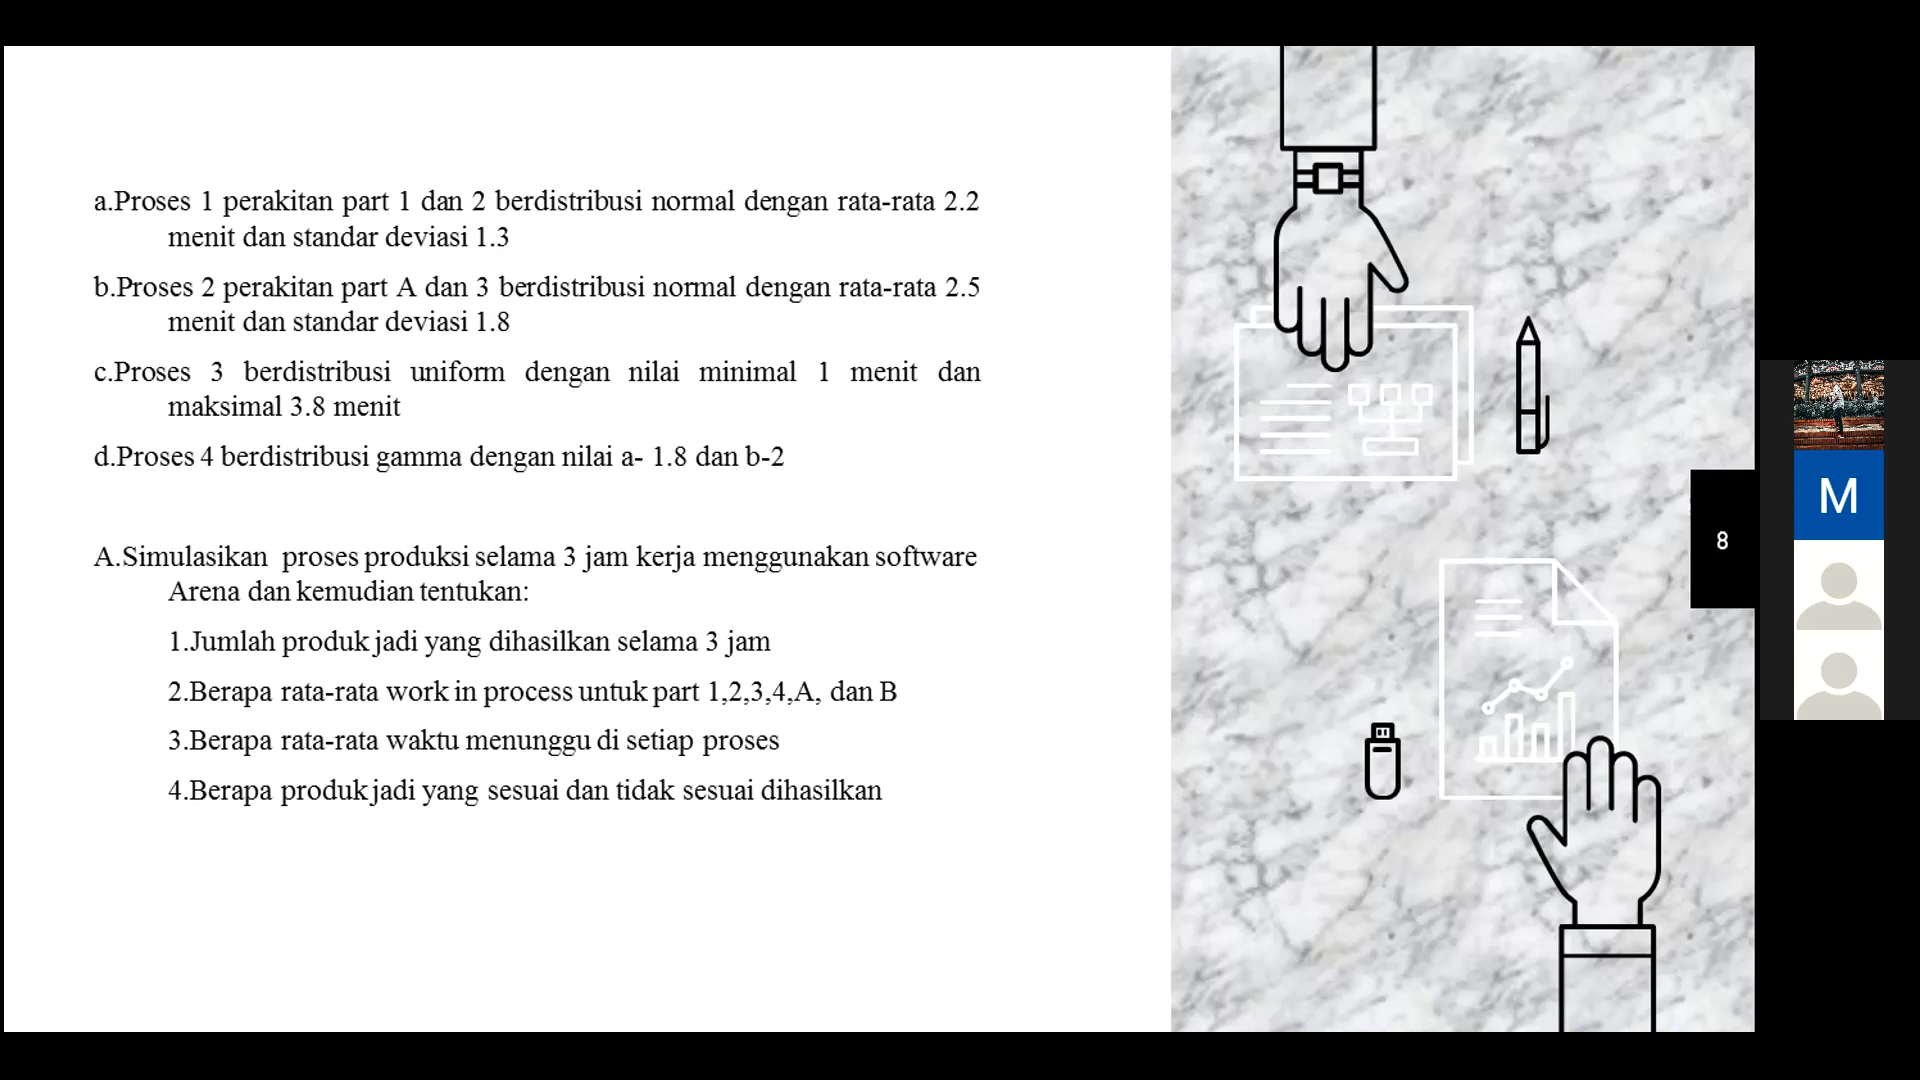 a.Proses 1 perakitan part 1 dan 2 berdistribusi normal dengan rata-rata 2.2
menit dan standar deviasi 1.3
b.Proses 2 perakitan part A dan 3 berdistribusi normal dengan rata-rata 2.5
menit dan standar deviasi 1.8
c.Proses 3 berdistribusi uniform dengan nilai minimal 1 menit dan
maksimal 3.8 menit
d.Proses 4 berdistribusi gamma dengan nilai a- 1.8 dan b-2
A.Simulasikan proses produksi selama 3 jam kerja menggunakan software
Arena dan kemudian tentukan:
1.Jumlah produk jadi yang dihasilkan selama 3 jam
2.Berapa rata-rata work in process untuk part 1,2,3,4,A, dan B
3.Berapa rata-rata waktu menunggu di setiap proses
4.Berapa produk jadi yang sesuai dan tidak sesuai dihasilkan
8
M